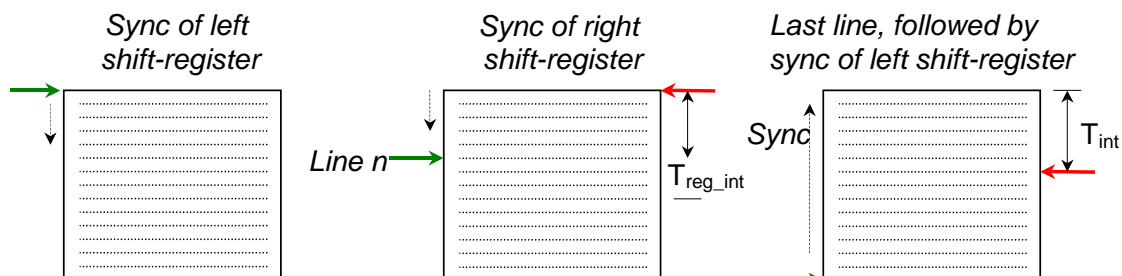 Sync of left
shift-register
Sync of right
shift-register
Last line, followed by
sync of left shift-register
Line n
T_reg_int
Sync
T_int